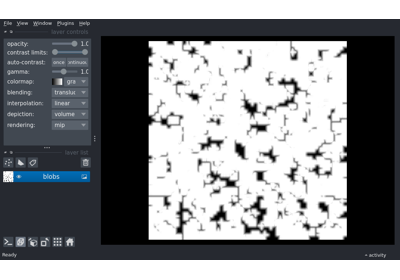 File View Window Plugins Help
layer controls
opacity: 1.0
contrast limits:
auto-contrast: once
gamma: 1.0
colormap: gra
blending: translu
interpolation: linear
depiction: volume
rendering: mip
layer list
blobs
Ready
activity